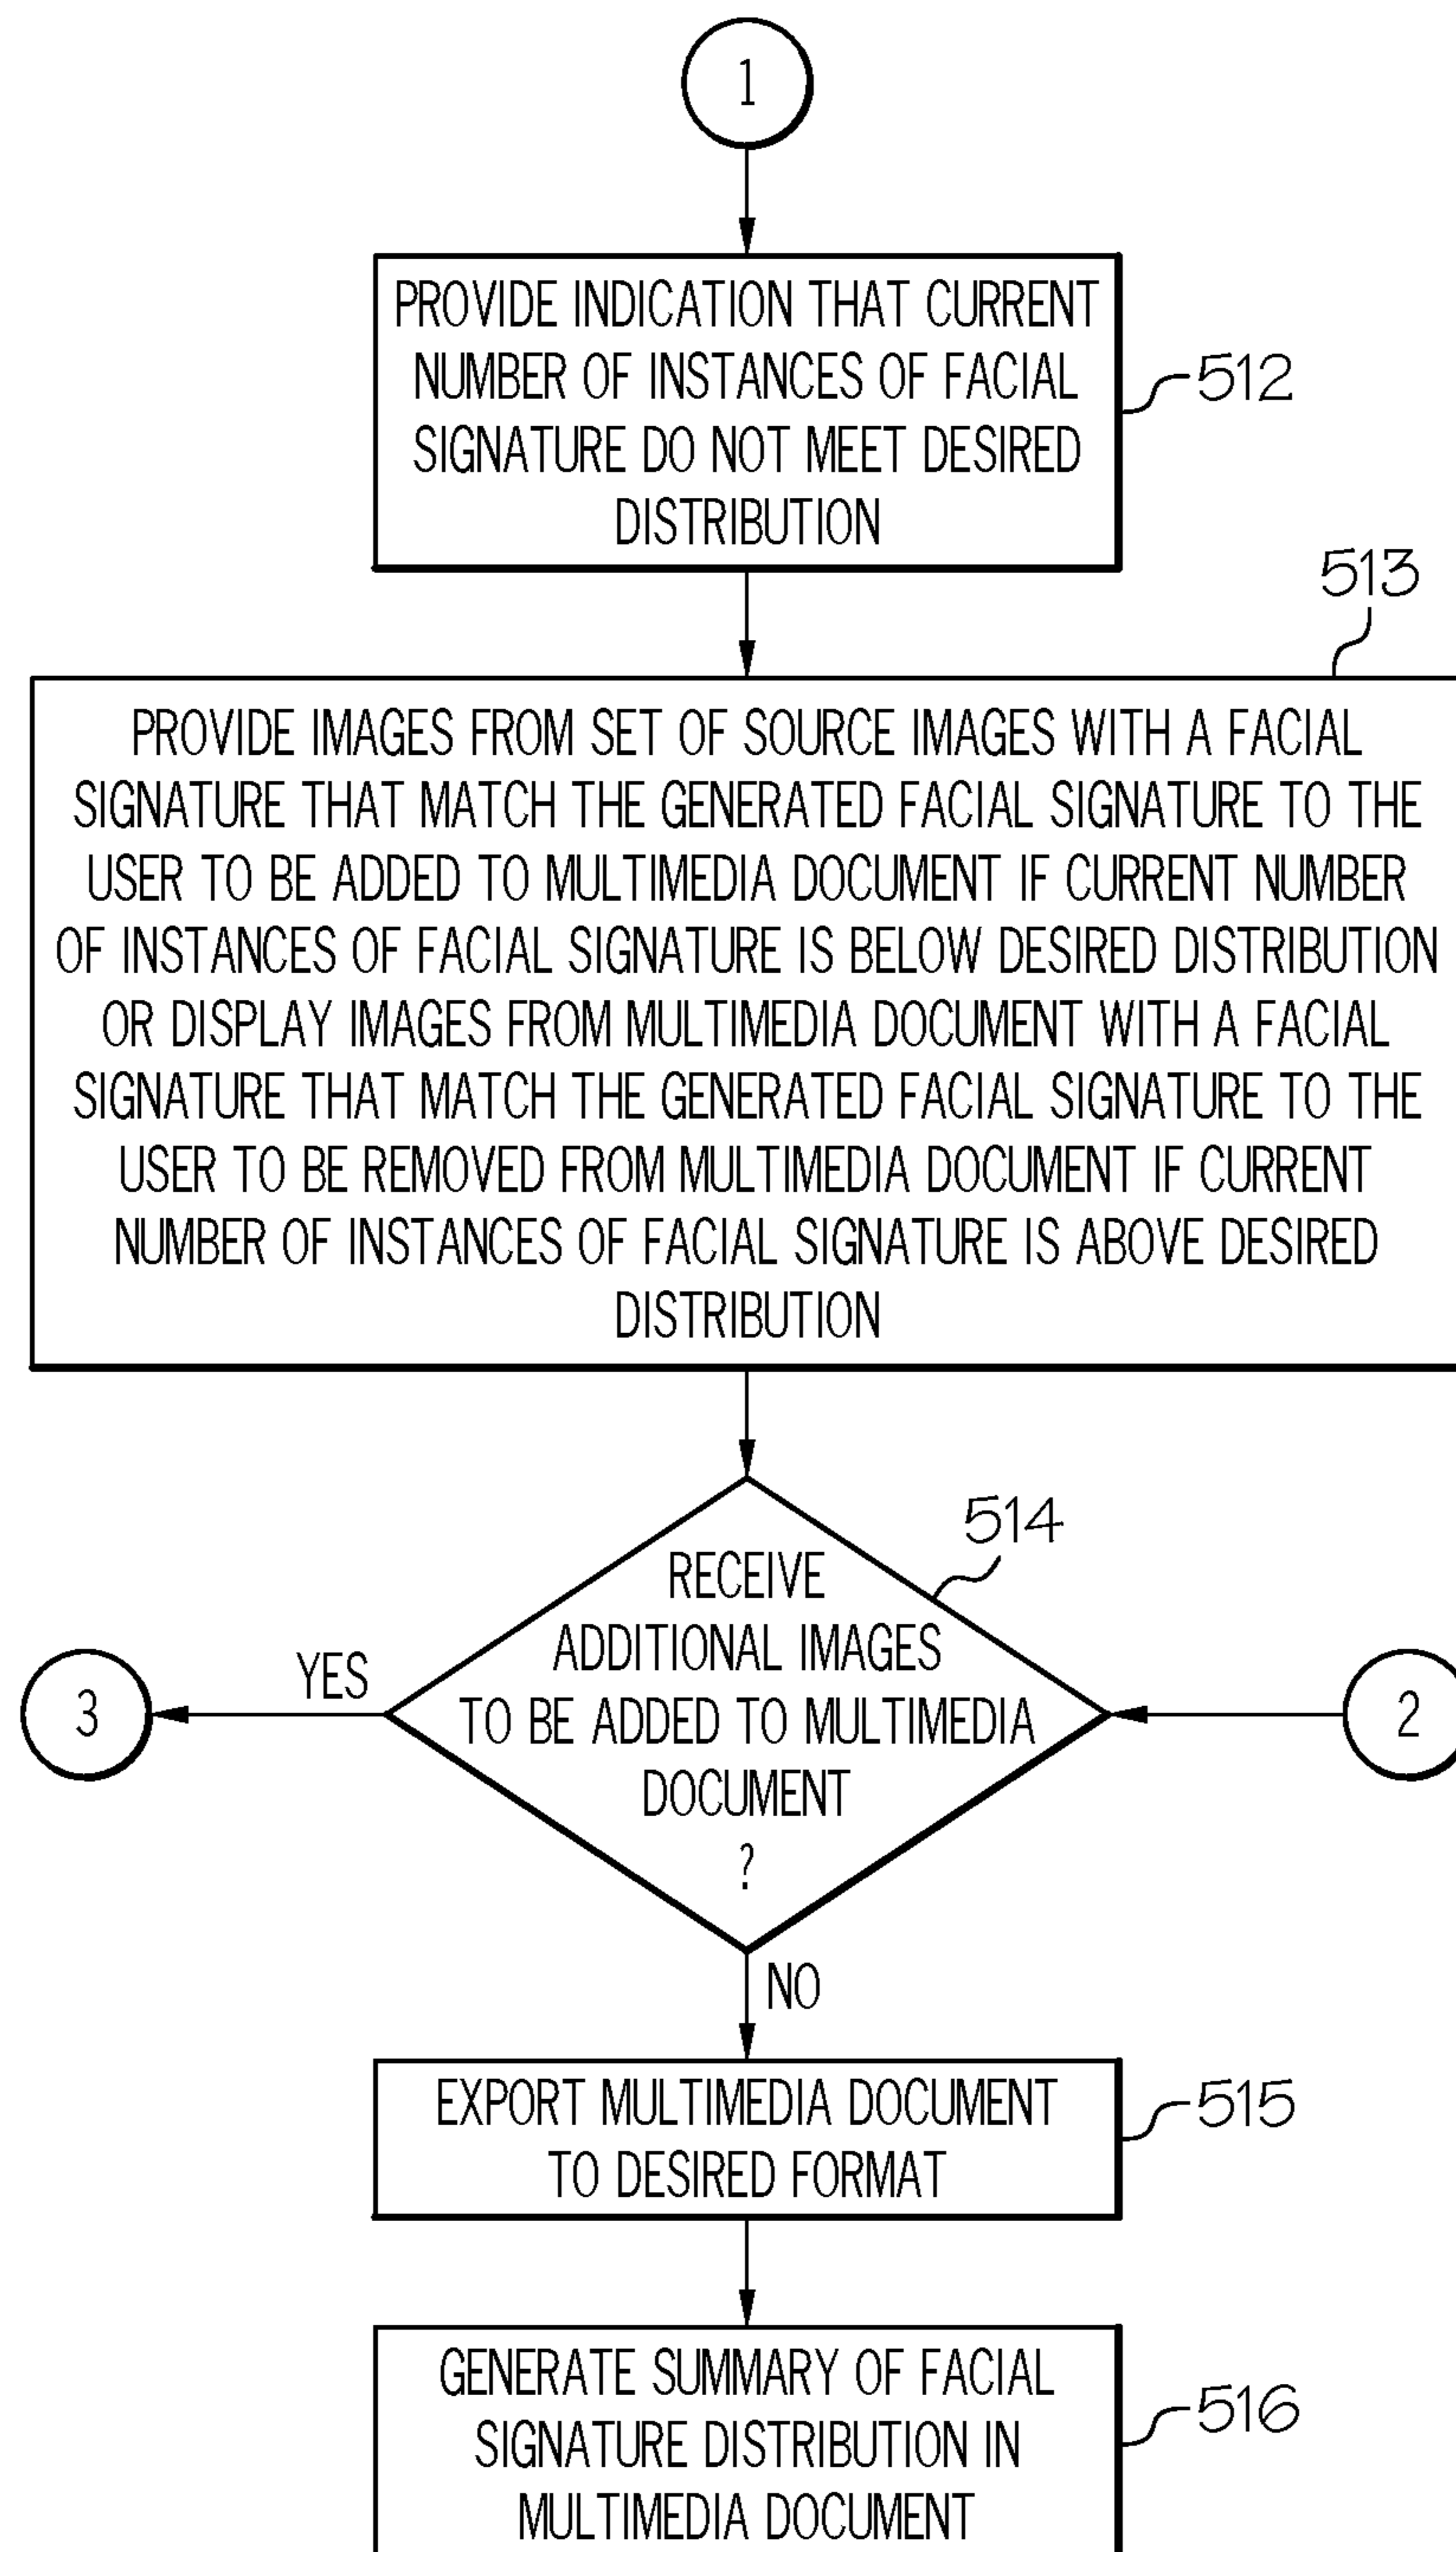 1
PROVIDE INDICATION THAT CURRENT
NUMBER OF INSTANCES OF FACIAL
SIGNATURE DO NOT MEET DESIRED
DISTRIBUTION
512
513
PROVIDE IMAGES FROM SET OF SOURCE IMAGES WITH A FACIAL
SIGNATURE THAT MATCH THE GENERATED FACIAL SIGNATURE TO THE
USER TO BE ADDED TO MULTIMEDIA DOCUMENT IF CURRENT NUMBER
OF INSTANCES OF FACIAL SIGNATURE IS BELOW DESIRED DISTRIBUTION
OR DISPLAY IMAGES FROM MULTIMEDIA DOCUMENT WITH A FACIAL
SIGNATURE THAT MATCH THE GENERATED FACIAL SIGNATURE TO THE
USER TO BE REMOVED FROM MULTIMEDIA DOCUMENT IF CURRENT
NUMBER OF INSTANCES OF FACIAL SIGNATURE IS ABOVE DESIRED
DISTRIBUTION
514
RECEIVE
ADDITIONAL IMAGES
TO BE ADDED TO MULTIMEDIA
DOCUMENT
?
YES
3
2
NO
EXPORT MULTIMEDIA DOCUMENT
TO DESIRED FORMAT
515
GENERATE SUMMARY OF FACIAL
SIGNATURE DISTRIBUTION IN
MULTIMEDIA DOCUMENT
516